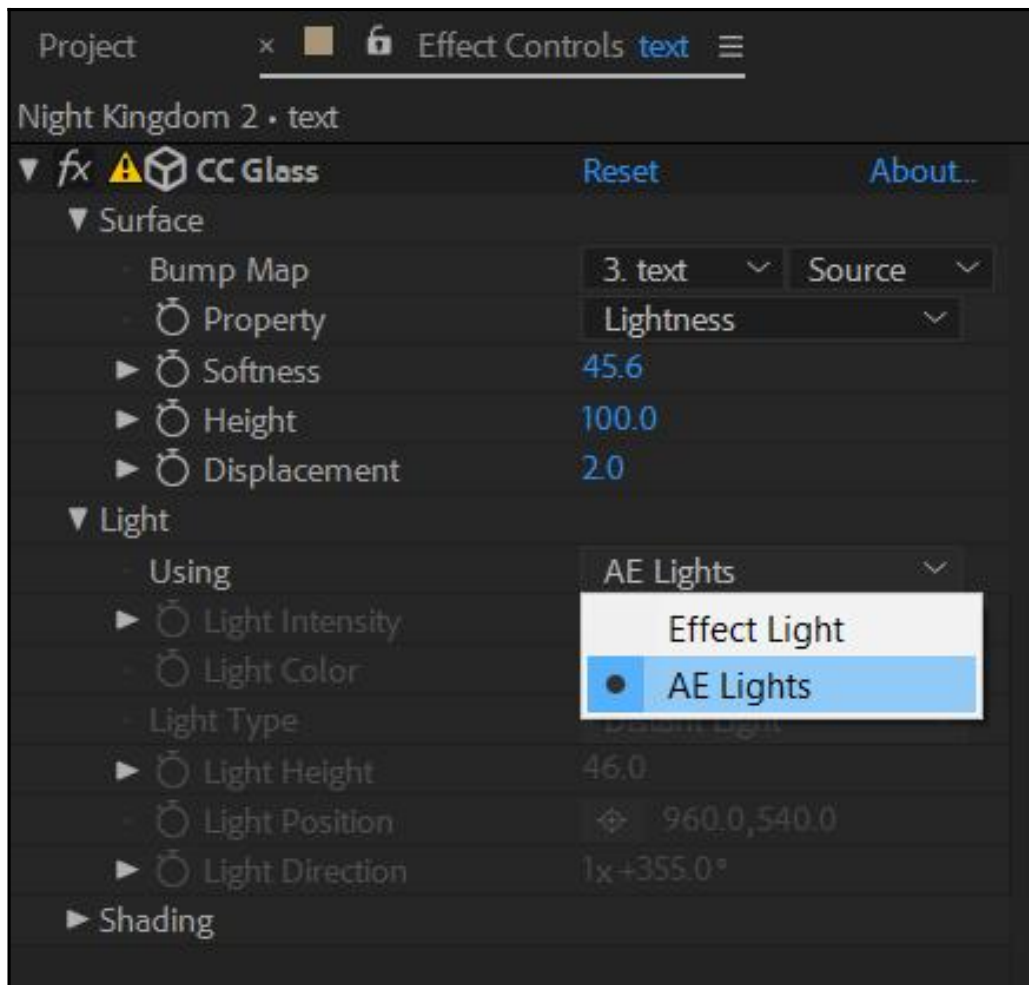 Project × Effect Controls text
Night Kingdom 2 • text
fx CC Glass Reset About...
Surface
Bump Map 3. text Source
Property Lightness
Softness 45.6
Height 100.0
Displacement 2.0
Light
Using AE Lights
Effect Light
Light Intensity
AE Lights
Light Color
Light Type Distant Light
Light Height 46.0
Light Position 960.0,540.0
Light Direction 1x+355.0°
Shading